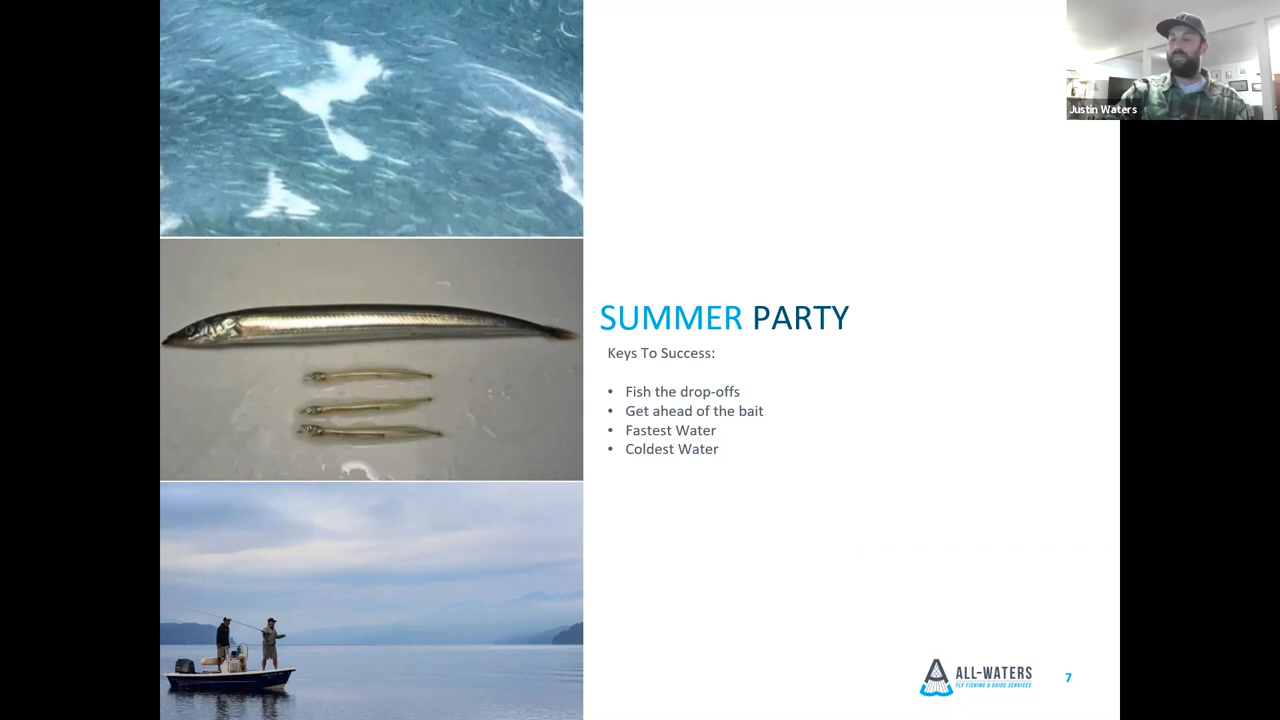 Justin Waters
SUMMER PARTY
Keys To Success:
• Fish the drop-offs
• Get ahead of the bait
• Fastest Water
• Coldest Water
ALL-WATERS
FLY FISHING & GUIDE SERVICES
7